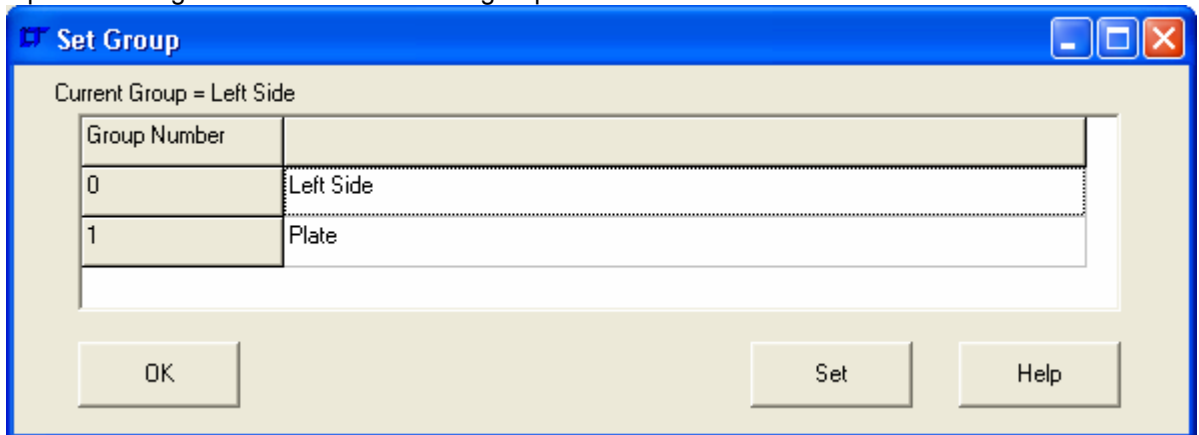 Set Group
Current Group = Left Side
Group Number
0 Left Side
1 Plate
OK Set Help